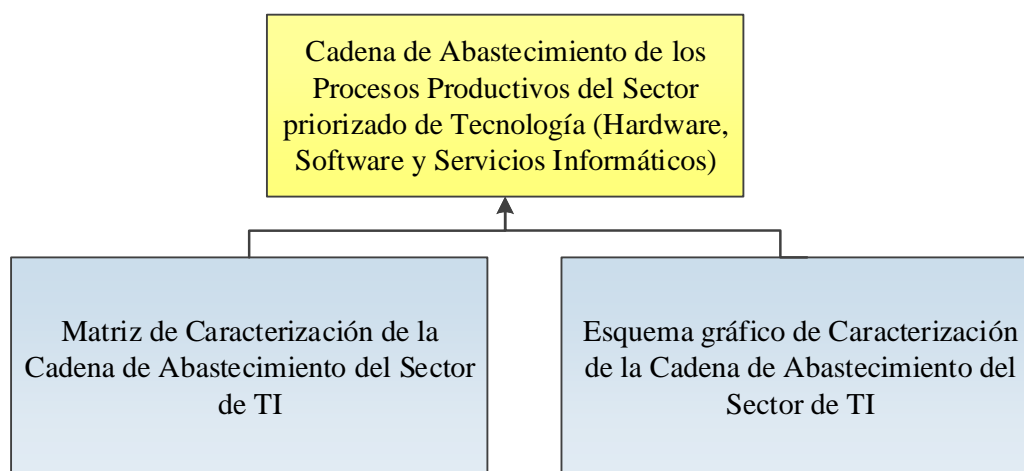 Cadena de Abastecimiento de los
Procesos Productivos del Sector
priorizado de Tecnología (Hardware,
Software y Servicios Informáticos)
Matriz de Caracterización de la
Cadena de Abastecimiento del Sector
de TI
Esquema gráfico de Caracterización
de la Cadena de Abastecimiento del
Sector de TI